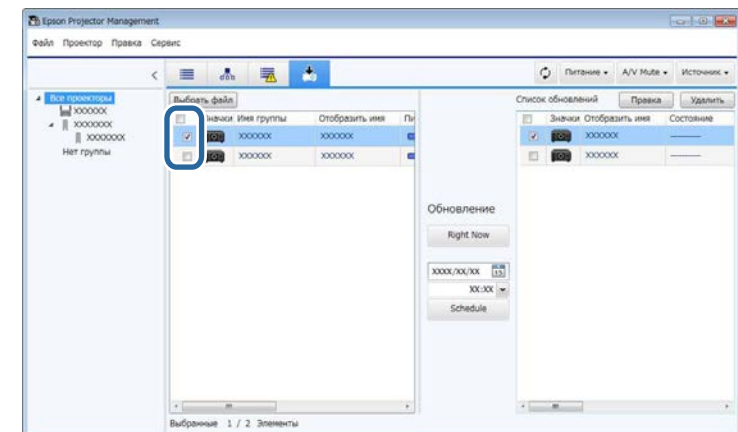 Epson Projector Management
Файл Проектор Правка Сервис
Питание A/V Mute Источник
Все проекторы
XXXXXX
XXXXXXX
XXXXXXX
Нет группы
Выбрать файл
Значки Имя группы Отобразить имя
XXXXXX XXXXXX
XXXXXX XXXXXX
Обновление
Right Now
XXXX/XX/XX 15
XX:XX
Schedule
Список обновлений Правка Удалить
Значки Отобразить имя Состояние
XXXXXX ———
XXXXXX ———
Выбранные 1 / 2 Элементы